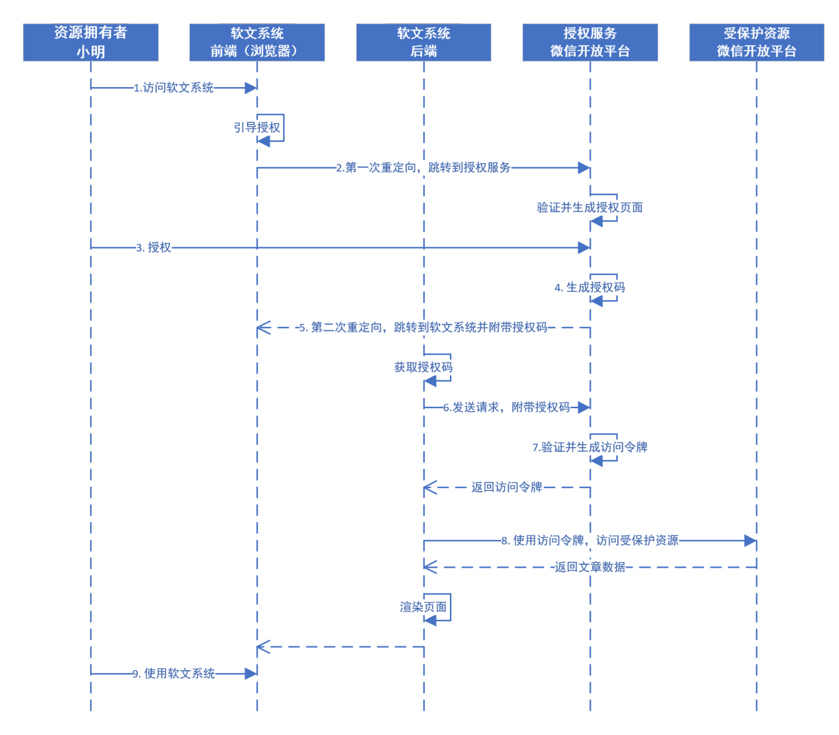 资源拥有者
小明
软文系统
前端（浏览器）
软文系统
后端
授权服务
微信开放平台
受保护资源
微信开放平台
1.访问软文系统
引导授权
2.第一次重定向，跳转到授权服务
验证并生成授权页面
3. 授权
4. 生成授权码
5. 第二次重定向，跳转到软文系统并附带授权码
获取授权码
6.发送请求，附带授权码
7.验证并生成访问令牌
返回访问令牌
8. 使用访问令牌，访问受保护资源
返回文章数据
渲染页面
9. 使用软文系统